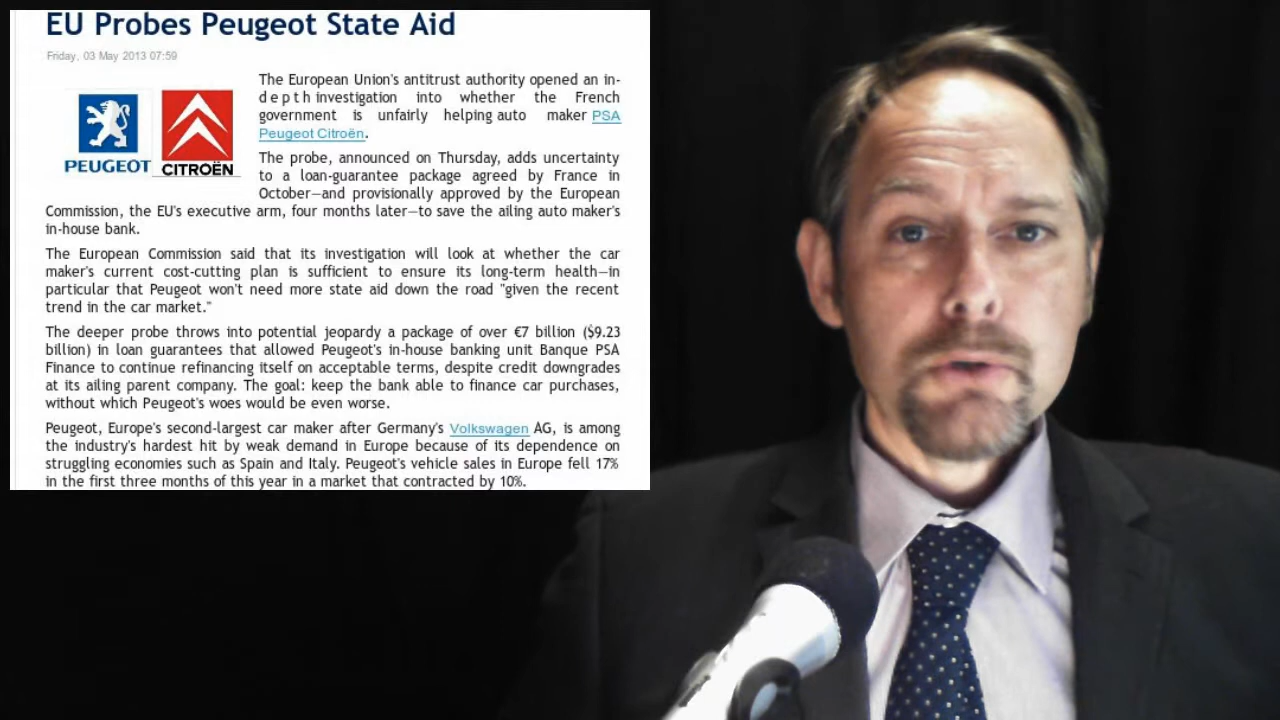 EU Probes Peugeot State Aid
Friday, 03 May 2013 07:59
The European Union's antitrust authority opened an in-
depth investigation into whether the French
government is unfairly helping auto maker PSA
Peugeot Citroën.
PEUGEOT CITROËN
The probe, announced on Thursday, adds uncertainty
to a loan-guarantee package agreed by France in
October—and provisionally approved by the European
Commission, the EU's executive arm, four months later—to save the ailing auto maker's
in-house bank.
The European Commission said that its investigation will look at whether the car
maker's current cost-cutting plan is sufficient to ensure its long-term health—in
particular that Peugeot won't need more state aid down the road "given the recent
trend in the car market."
The deeper probe throws into potential jeopardy a package of over €7 billion ($9.23
billion) in loan guarantees that allowed Peugeot's in-house banking unit Banque PSA
Finance to continue refinancing itself on acceptable terms, despite credit downgrades
at its ailing parent company. The goal: keep the bank able to finance car purchases,
without which Peugeot's woes would be even worse.
Peugeot, Europe's second-largest car maker after Germany's Volkswagen AG, is among
the industry's hardest hit by weak demand in Europe because of its dependence on
struggling economies such as Spain and Italy. Peugeot's vehicle sales in Europe fell 17%
in the first three months of this year in a market that contracted by 10%.